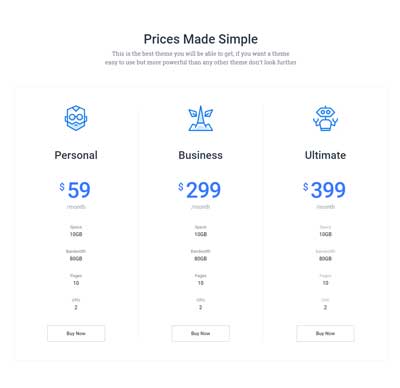 Prices Made Simple
This is the best theme you will be able to get, if you want a theme
easy to use but more powerful than any other theme don't look further
Personal
$ 59
/month
Space
10GB
Bandwidth
80GB
Pages
10
2
Buy Now
Business
$ 299
/month
Space
10GB
Bandwidth
80GB
Pages
10
2
Buy Now
Ultimate
$ 399
/month
Space
10GB
Bandwidth
80GB
Pages
10
2
Buy Now